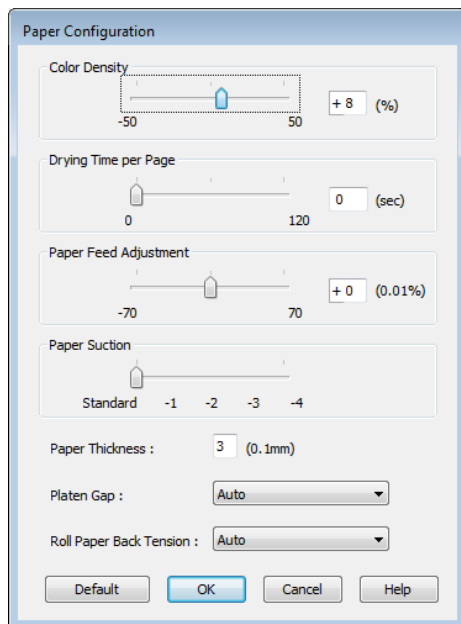 Paper Configuration
Color Density
+ 8 (%)
-50 50
Drying Time per Page
0 (sec)
0 120
Paper Feed Adjustment
+ 0 (0.01%)
-70 70
Paper Suction
Standard -1 -2 -3 -4
Paper Thickness : 3 (0.1mm)
Platen Gap : Auto
Roll Paper Back Tension : Auto
Default OK Cancel Help